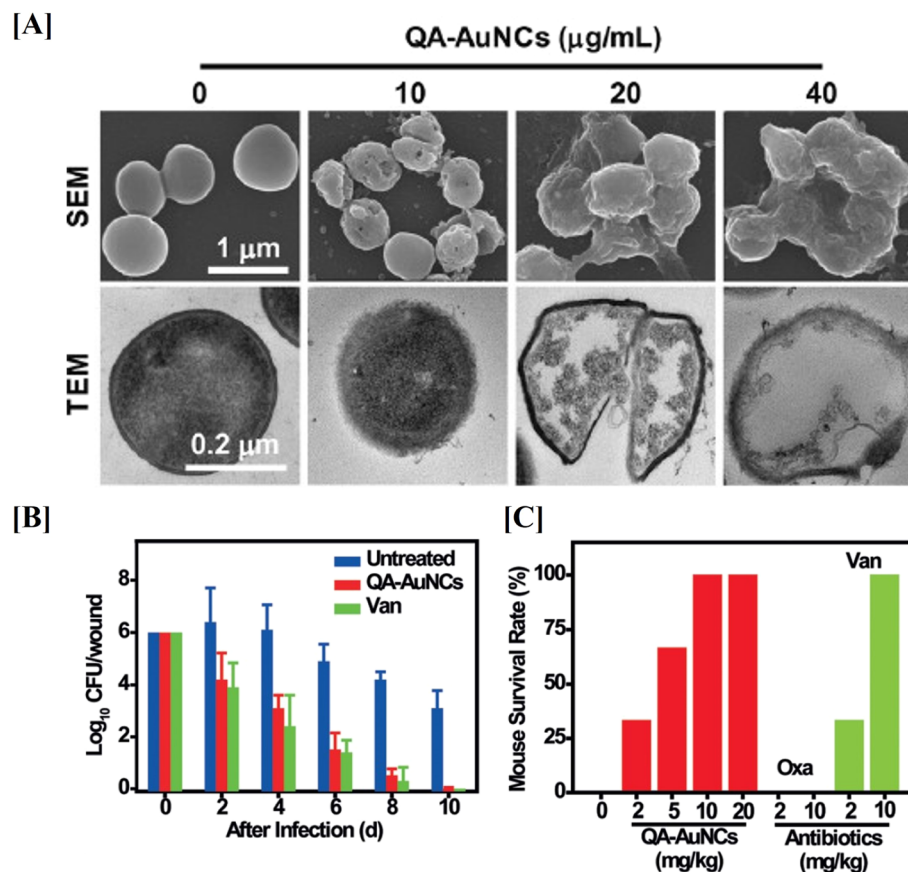 [A]
QA-AuNCs (μg/mL)
0 10 20 40
SEM
1 μm
TEM
0.2 μm
[B]
Log10 CFU/wound
8
6
4
2
0
Untreated
QA-AuNCs
Van
0 2 4 6 8 10
After Infection (d)
[C]
Mouse Survival Rate (%)
100
75
50
25
0
Van
Oxa
0 2 5 10 20 2 10 2 10
QA-AuNCs Antibiotics
(mg/kg) (mg/kg)